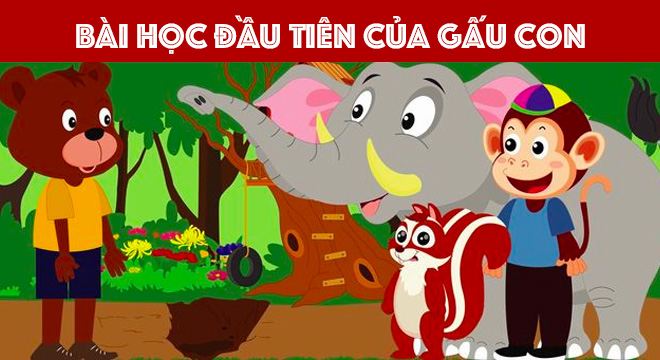 BÀI HỌC ĐẦU TIÊN CỦA GẤU CON